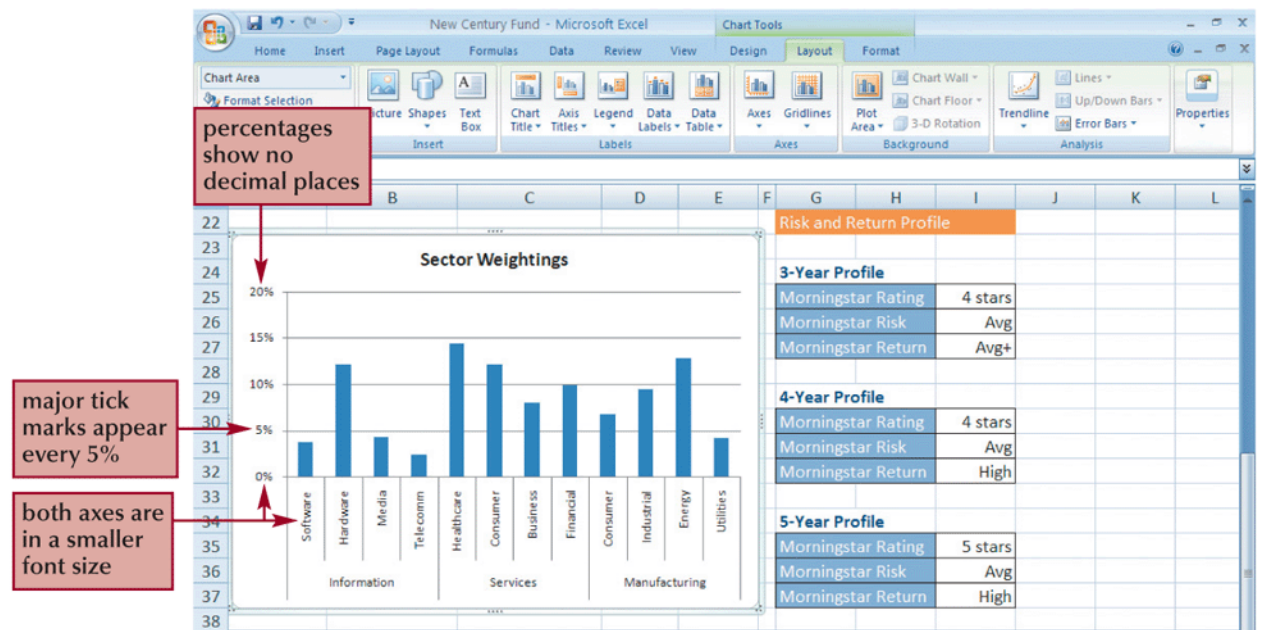 New Century Fund - Microsoft Excel
Chart Tools
Home Insert Page Layout Formulas Data Review View Design Layout Format
Chart Area
Format Selection
Shapes
Text Box
Insert
Chart Title
Axis Titles
Legend
Data Labels
Data Table
Labels
Axes
Gridlines
Axes
Plot Area
Chart Wall
Chart Floor
3-D Rotation
Background
Trendline
Lines
Up/Down Bars
Error Bars
Analysis
Properties
percentages
show no
decimal places
B C D E F G H I J K L
22 Risk and Return Profile
23
Sector Weightings
24 3-Year Profile
20%
25 Morningstar Rating 4 stars
26 Morningstar Risk Avg
15%
27 Morningstar Return Avg+
28
10%
29 4-Year Profile
major tick
marks appear
every 5%
30 Morningstar Rating 4 stars
5%
31 Morningstar Risk Avg
32 Morningstar Return High
0%
33
Software Hardware Media Telecomm Healthcare Consumer Business Financial Consumer Industrial Energy Utilities
both axes are
in a smaller
font size
34 5-Year Profile
35 Morningstar Rating 5 stars
36 Morningstar Risk Avg
Information Services Manufacturing
37 Morningstar Return High
38